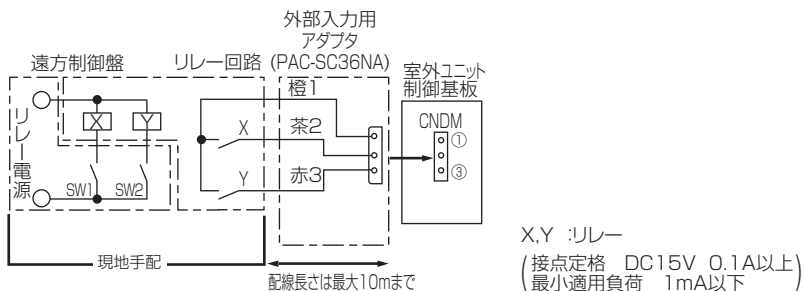 外部入力用
アダプタ
遠方制御盤 リレー回路 (PAC-SC36NA)
室外ユニット
制御基板
橙1
CNDM
X Y X 茶2 ①
リレー電源
Y 赤3 ③
SW1 SW2
現地手配
配線長さは最大10mまで
X,Y :リレー
(接点定格 DC15V 0.1A以上
最小適用負荷 1mA以下)